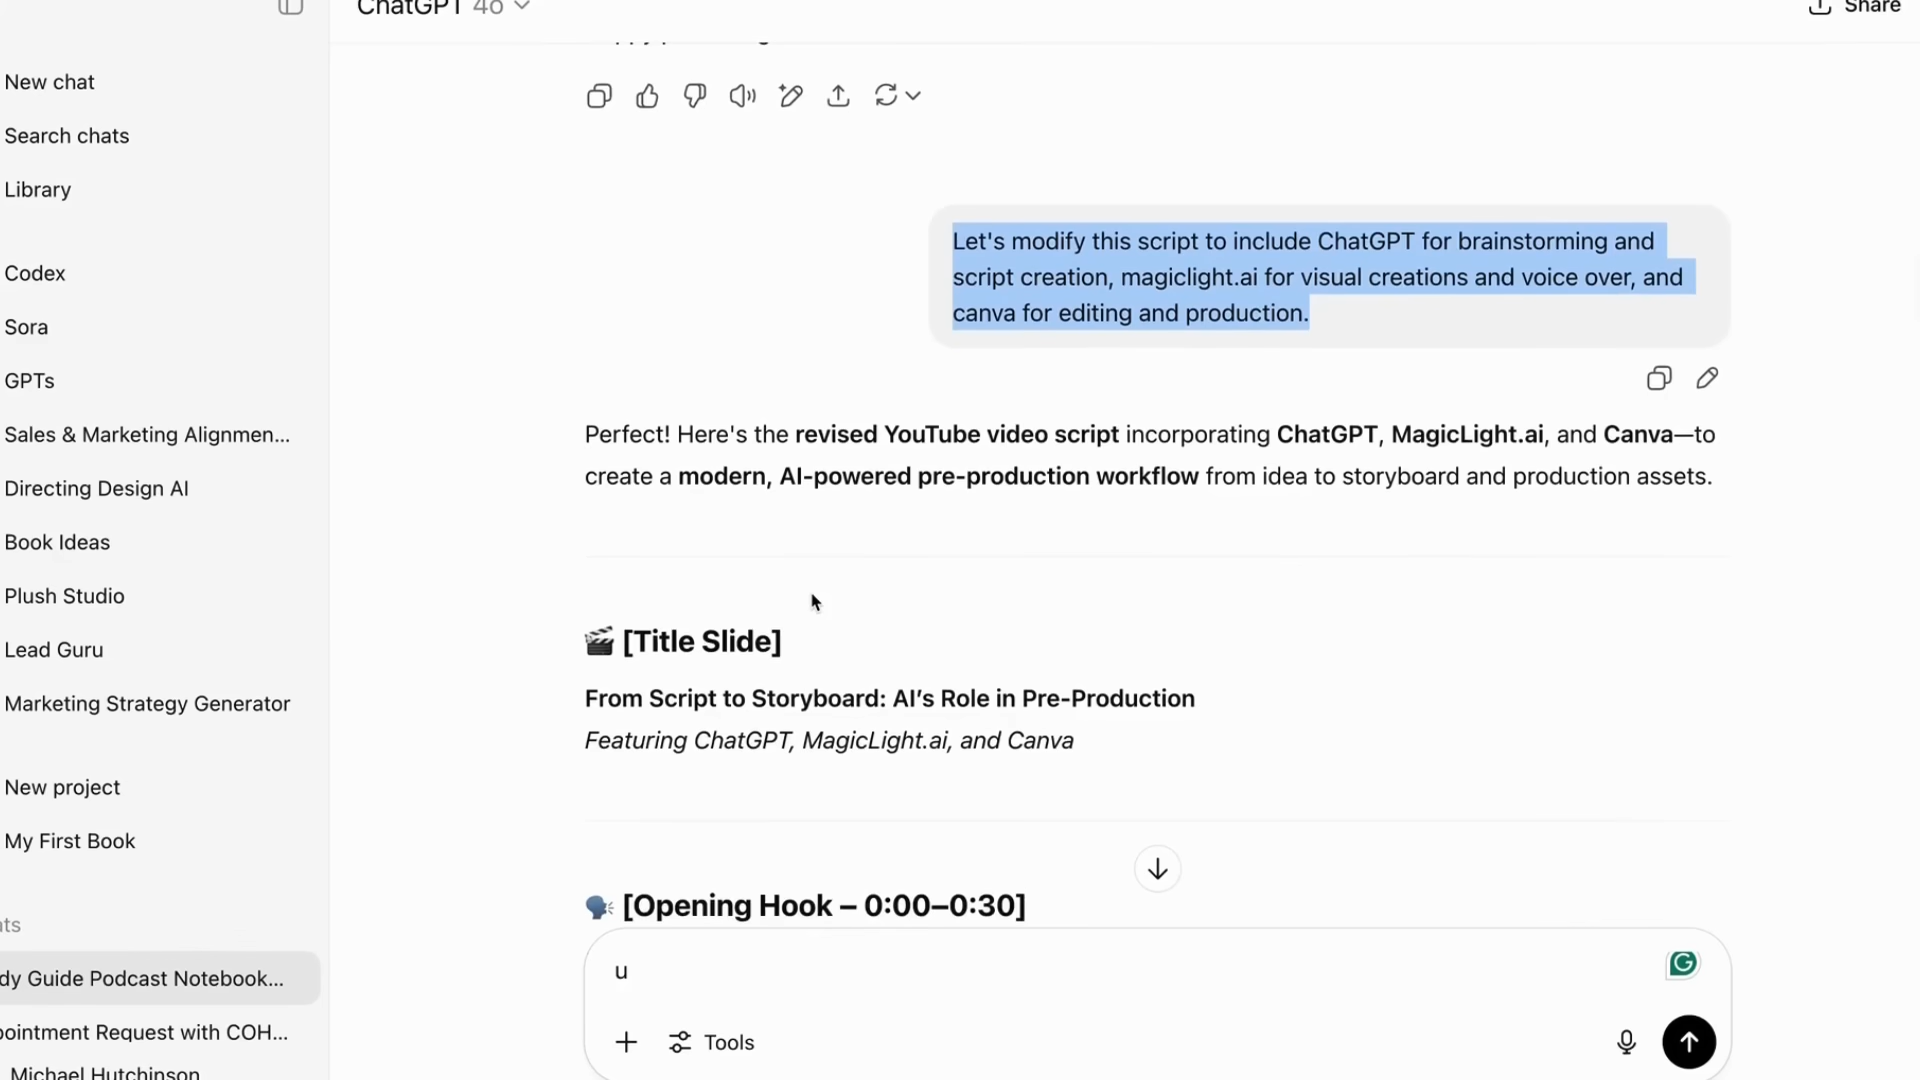 ChatGPT 4o
Share
New chat
Search chats
Library
Codex
Sora
GPTs
Sales & Marketing Alignmen...
Directing Design AI
Book Ideas
Plush Studio
Lead Guru
Marketing Strategy Generator
New project
My First Book
ats
dy Guide Podcast Notebook...
pointment Request with COH...
Michael Hutchinson
Let's modify this script to include ChatGPT for brainstorming and
script creation, magiclight.ai for visual creations and voice over, and
canva for editing and production.
Perfect! Here's the revised YouTube video script incorporating ChatGPT, MagicLight.ai, and Canva—to
create a modern, AI-powered pre-production workflow from idea to storyboard and production assets.
🎬 [Title Slide]
From Script to Storyboard: AI’s Role in Pre-Production
Featuring ChatGPT, MagicLight.ai, and Canva
🗣️ [Opening Hook – 0:00–0:30]
u
Tools